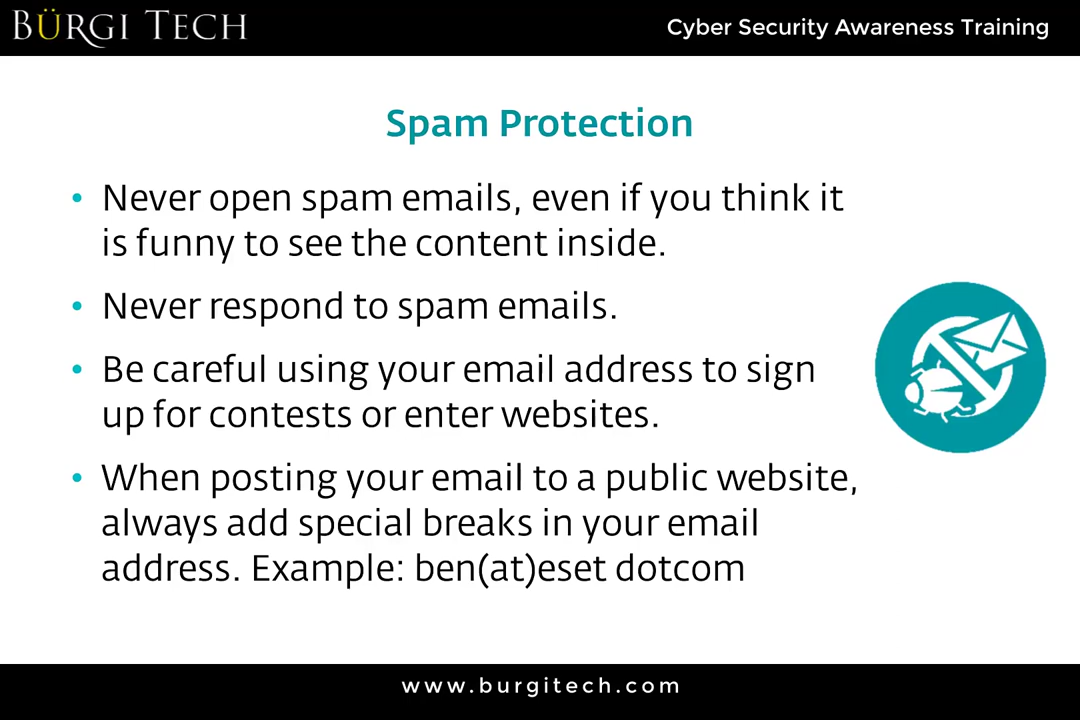 BÜRGI TECH
Cyber Security Awareness Training
Spam Protection
• Never open spam emails, even if you think it
is funny to see the content inside.
• Never respond to spam emails.
• Be careful using your email address to sign
up for contests or enter websites.
• When posting your email to a public website,
always add special breaks in your email
address. Example: ben(at)eset dotcom
www.burgitech.com